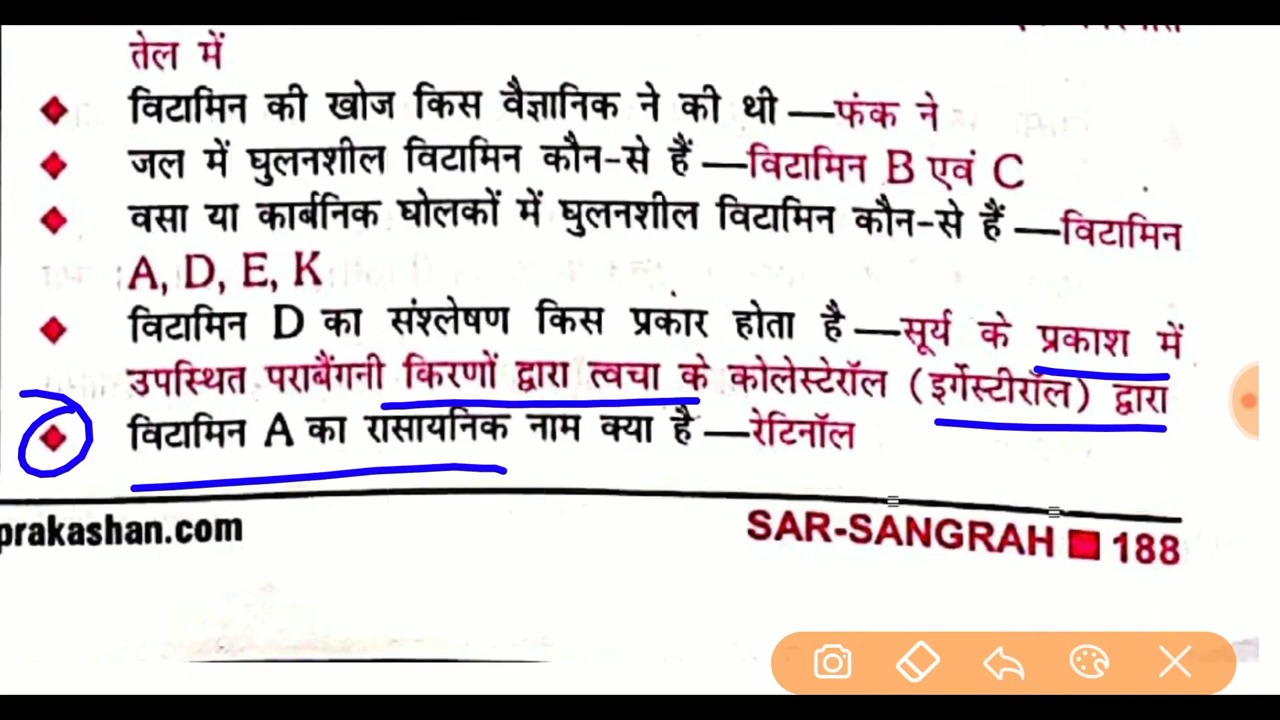 तेल में
विटामिन की खोज किस वैज्ञानिक ने की थी —फंक ने
जल में घुलनशील विटामिन कौन-से हैं —विटामिन B एवं C
वसा या कार्बनिक घोलकों में घुलनशील विटामिन कौन-से हैं —विटामिन
A, D, E, K
विटामिन D का संश्लेषण किस प्रकार होता है —सूर्य के प्रकाश में
उपस्थित पराबैंगनी किरणों द्वारा त्वचा के कोलेस्टेरॉल (इर्गेस्टीरॉल) द्वारा
विटामिन A का रासायनिक नाम क्या है —रेटिनॉल
prakashan.com SAR-SANGRAH 188